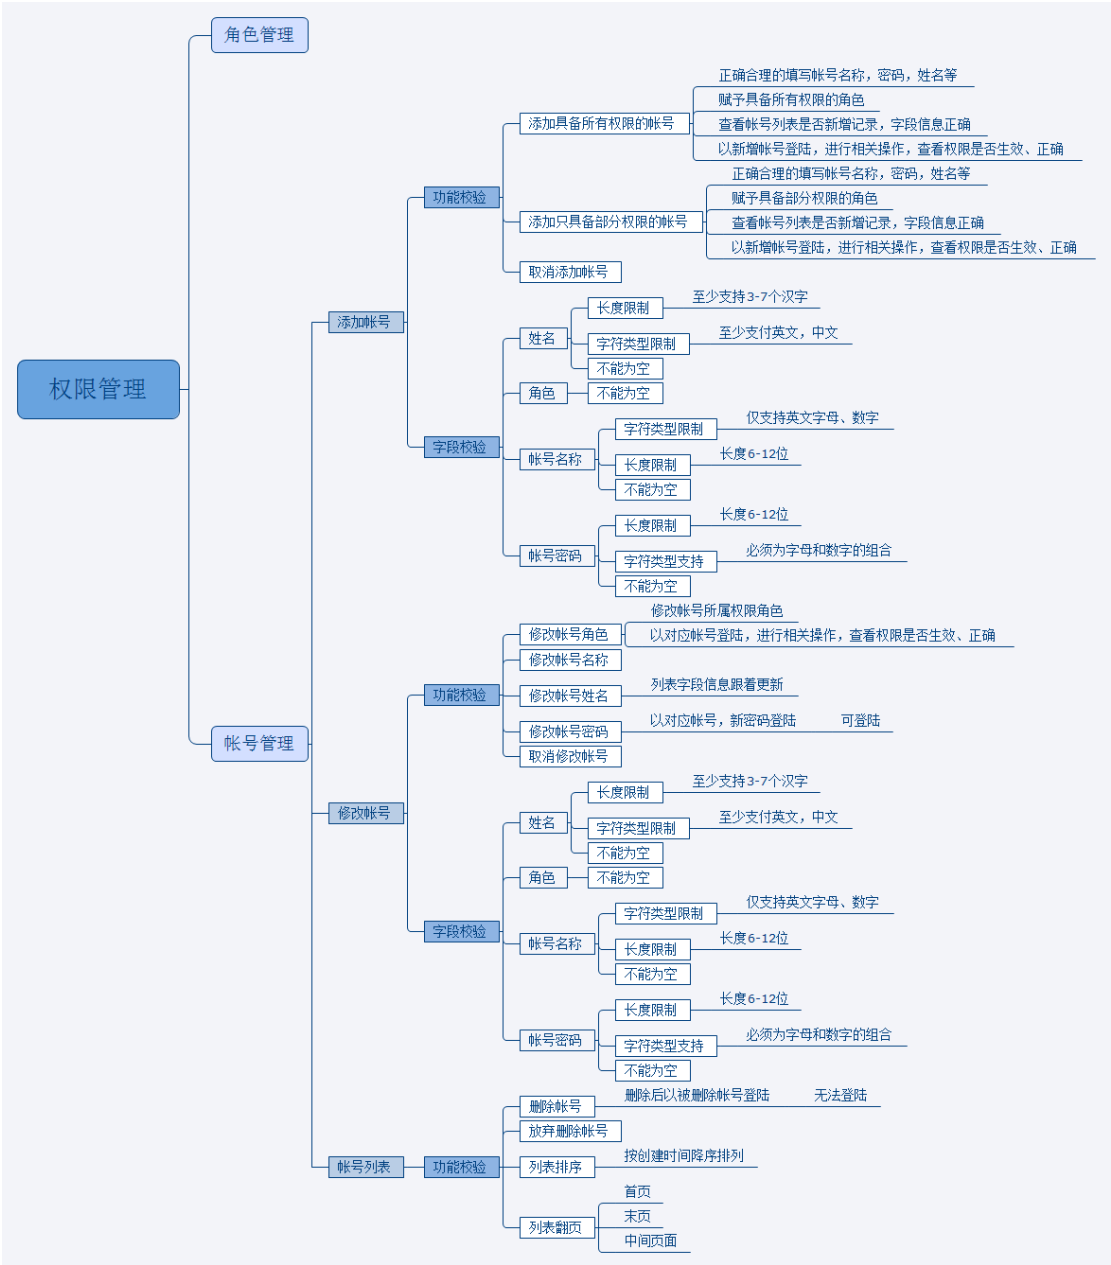 权限管理
角色管理
帐号管理
添加帐号
功能校验
添加具备所有权限的帐号
正确合理的填写帐号名称，密码，姓名等
赋予具备所有权限的角色
查看帐号列表是否新增记录，字段信息正确
以新增帐号登陆，进行相关操作，查看权限是否生效、正确
添加只具备部分权限的帐号
正确合理的填写帐号名称，密码，姓名等
赋予具备部分权限的角色
查看帐号列表是否新增记录，字段信息正确
以新增帐号登陆，进行相关操作，查看权限是否生效、正确
取消添加帐号
字段校验
姓名
长度限制
至少支持3-7个汉字
字符类型限制
至少支付英文，中文
不能为空
角色
不能为空
帐号名称
字符类型限制
仅支持英文字母、数字
长度限制
长度6-12位
不能为空
帐号密码
长度限制
长度6-12位
字符类型支持
必须为字母和数字的组合
不能为空
修改帐号
功能校验
修改帐号角色
修改帐号所属权限角色
以对应帐号登陆，进行相关操作，查看权限是否生效、正确
修改帐号名称
修改帐号姓名
列表字段信息跟着更新
修改帐号密码
以对应帐号，新密码登陆
可登陆
取消修改帐号
字段校验
姓名
长度限制
至少支持3-7个汉字
字符类型限制
至少支付英文，中文
不能为空
角色
不能为空
帐号名称
字符类型限制
仅支持英文字母、数字
长度限制
长度6-12位
不能为空
帐号密码
长度限制
长度6-12位
字符类型支持
必须为字母和数字的组合
不能为空
帐号列表
功能校验
删除帐号
删除后以被删除帐号登陆
无法登陆
放弃删除帐号
列表排序
按创建时间降序排列
列表翻页
首页
末页
中间页面